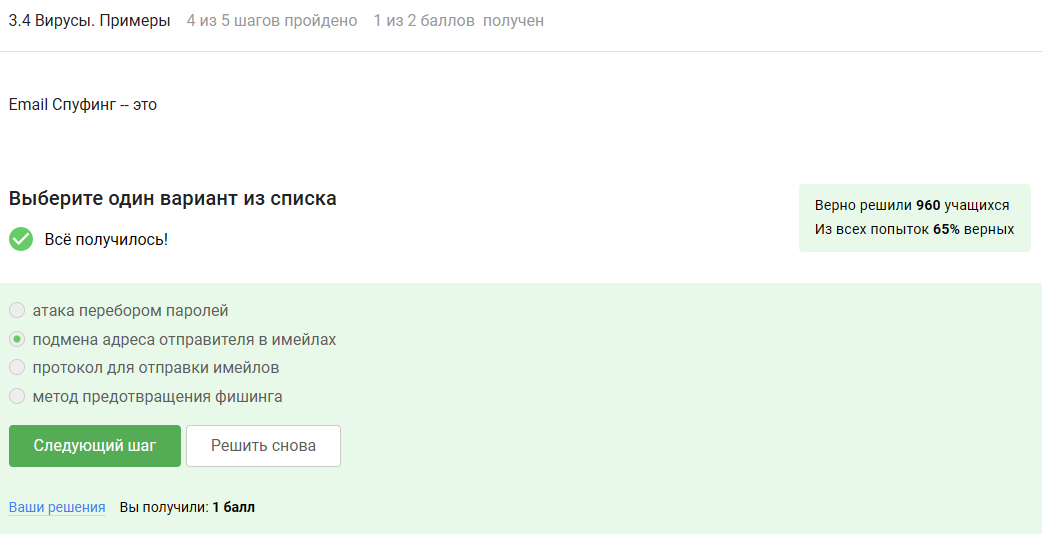 3.4 Вирусы. Примеры 4 из 5 шагов пройдено 1 из 2 баллов получен
Email Спуфинг -- это
Выберите один вариант из списка
Всё получилось!
Верно решили 960 учащихся
Из всех попыток 65% верных
атака перебором паролей
подмена адреса отправителя в имейлах
протокол для отправки имейлов
метод предотвращения фишинга
Следующий шаг Решить снова
Ваши решения Вы получили: 1 балл